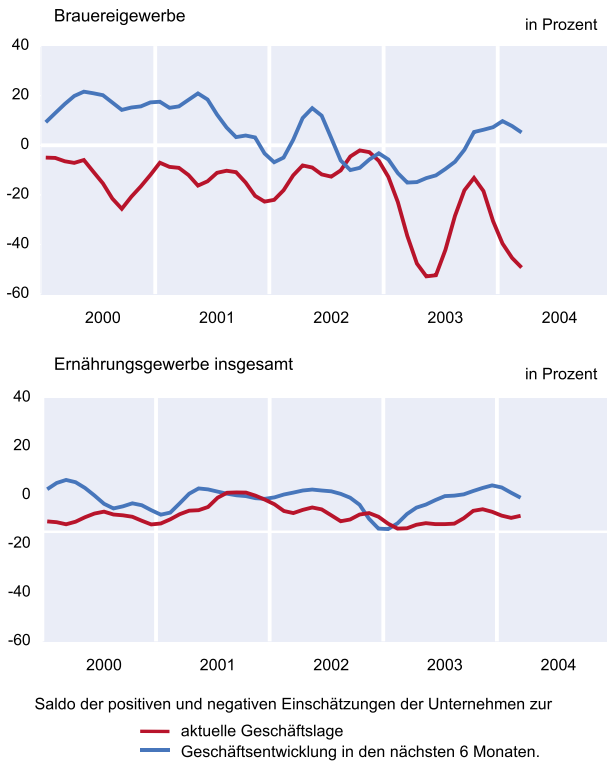 Brauereigewerbe
in Prozent
40
20
0
-20
-40
-60
2000 2001 2002 2003 2004
Ernährungsgewerbe insgesamt
in Prozent
40
20
0
-20
-40
-60
2000 2001 2002 2003 2004
Saldo der positiven und negativen Einschätzungen der Unternehmen zur
aktuelle Geschäftslage
Geschäftsentwicklung in den nächsten 6 Monaten.